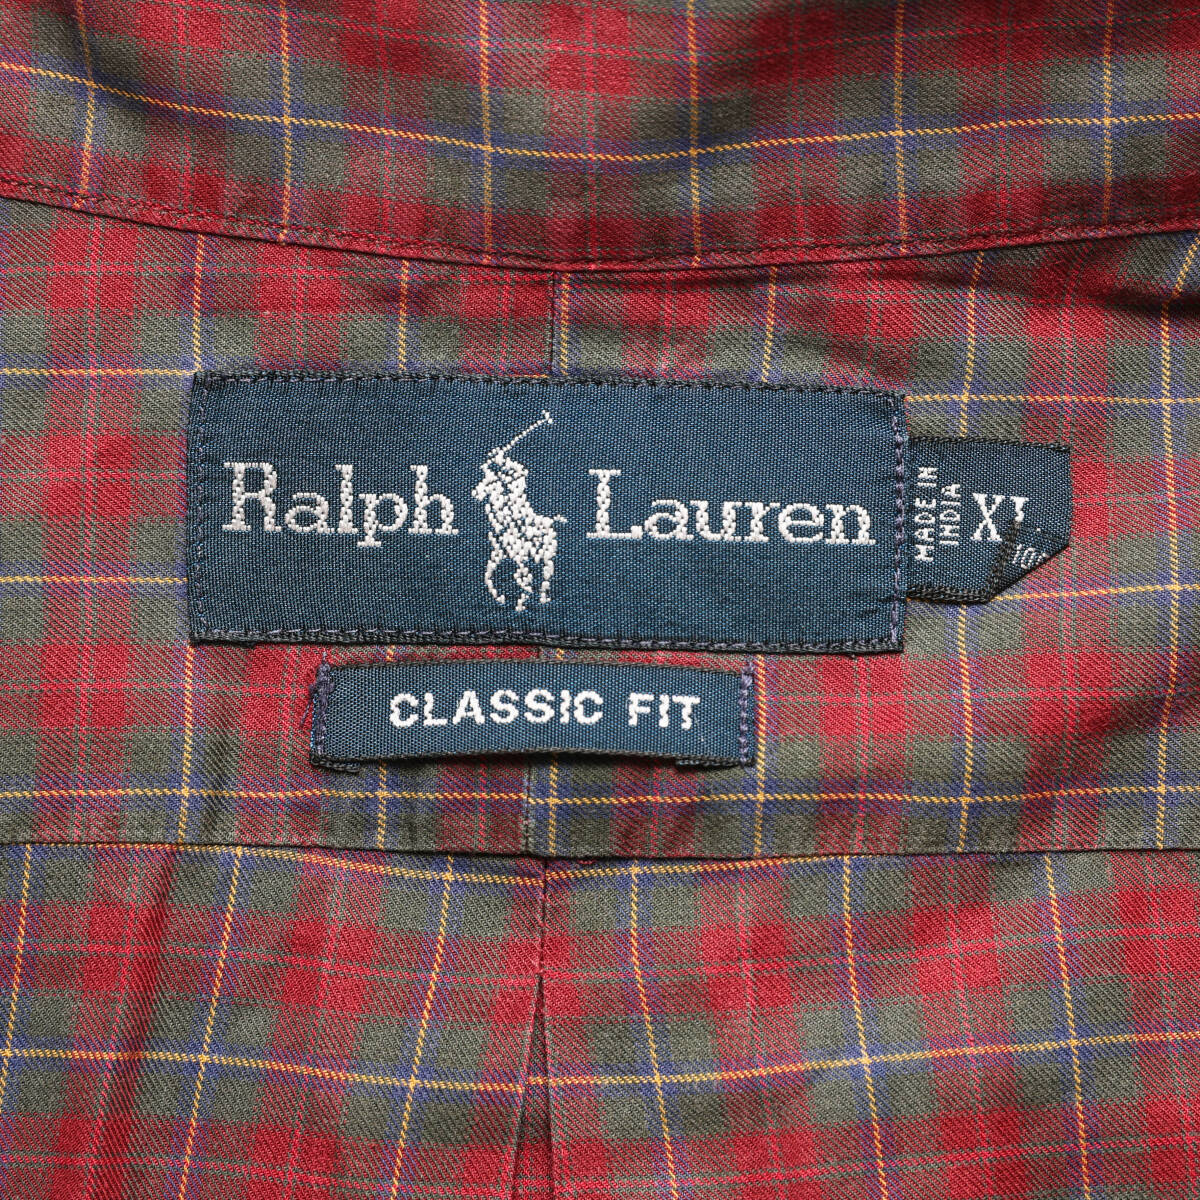 Ralph Lauren
MADE IN
INDIA
XL
CLASSIC FIT